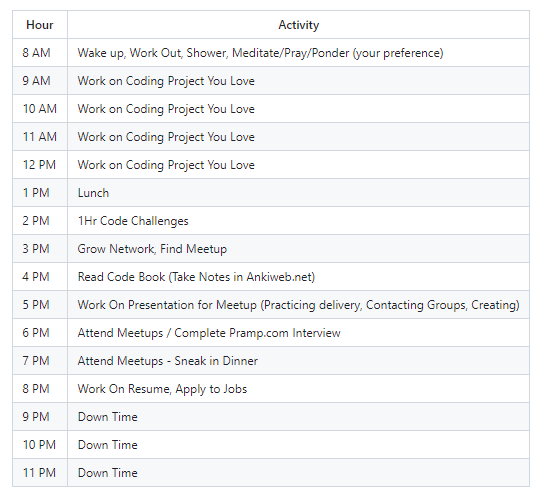 Hour Activity
8 AM Wake up, Work Out, Shower, Meditate/Pray/Ponder (your preference)
9 AM Work on Coding Project You Love
10 AM Work on Coding Project You Love
11 AM Work on Coding Project You Love
12 PM Work on Coding Project You Love
1 PM Lunch
2 PM 1Hr Code Challenges
3 PM Grow Network, Find Meetup
4 PM Read Code Book (Take Notes in Ankiweb.net)
5 PM Work On Presentation for Meetup (Practicing delivery, Contacting Groups, Creating)
6 PM Attend Meetups / Complete Pramp.com Interview
7 PM Attend Meetups - Sneak in Dinner
8 PM Work On Resume, Apply to Jobs
9 PM Down Time
10 PM Down Time
11 PM Down Time